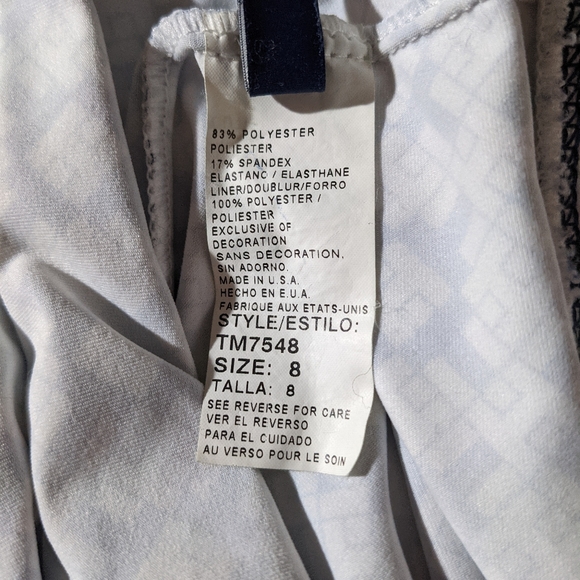 83% POLYESTER
POLIESTER
17% SPANDEX
ELASTANO / ELASTHANE
LINER/DOUBLUR/FORRO
100% POLYESTER /
POLIESTER
EXCLUSIVE OF
DECORATION
SANS DECORATION,
SIN ADORNO.
MADE IN U.S.A.
HECHO EN E.U.A.
FABRIQUE AUX ETATS-UNIS
STYLE/ESTILO:
TM7548
SIZE: 8
TALLA: 8
SEE REVERSE FOR CARE
VER EL REVERSO
PARA EL CUIDADO
AU VERSO POUR LE SOIN